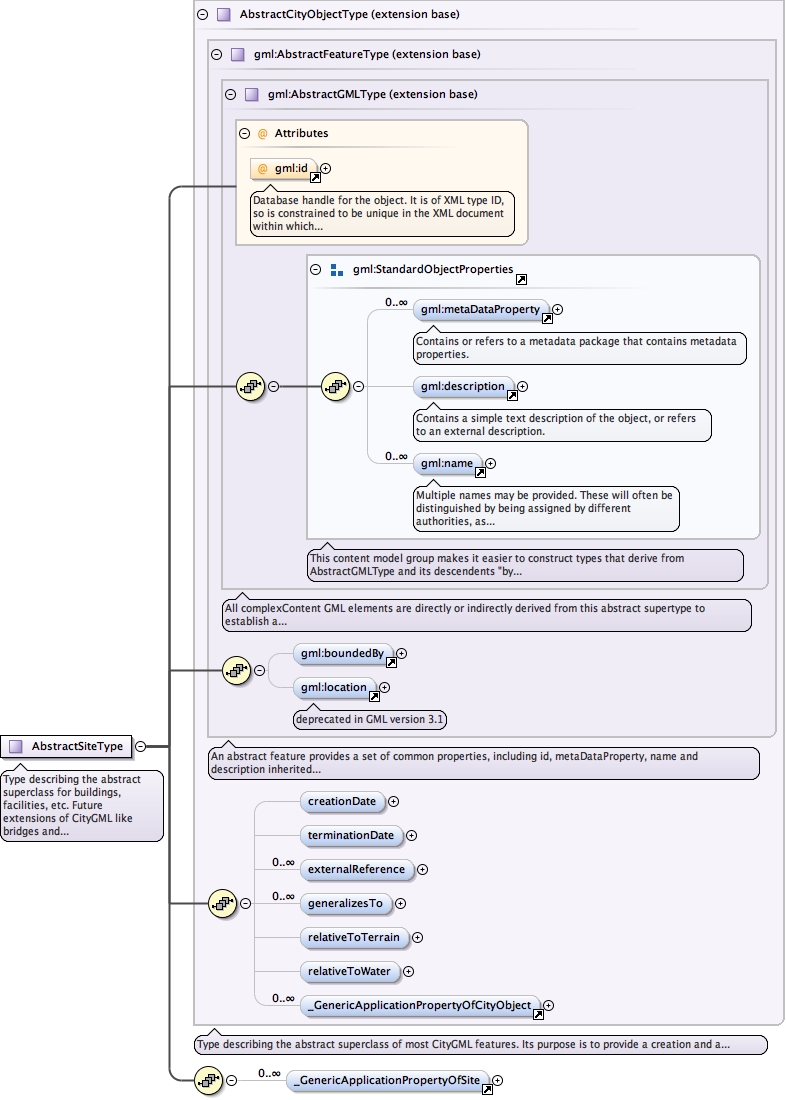 AbstractCityObjectType (extension base)
gml:AbstractFeatureType (extension base)
gml:AbstractGMLType (extension base)
@ Attributes
@ gml:id
Database handle for the object. It is of XML type ID,
so is constrained to be unique in the XML document
within which...
gml:StandardObjectProperties
0..∞
gml:metaDataProperty
Contains or refers to a metadata package that contains metadata
properties.
gml:description
Contains a simple text description of the object, or refers
to an external description.
0..∞
gml:name
Multiple names may be provided. These will often be
distinguished by being assigned by different
authorities, as...
This content model group makes it easier to construct types that derive from
AbstractGMLType and its descendents "by...
All complexContent GML elements are directly or indirectly derived from this abstract supertype to
establish a...
gml:boundedBy
gml:location
deprecated in GML version 3.1
An abstract feature provides a set of common properties, including id, metaDataProperty, name and
description inherited...
AbstractSiteType
Type describing the abstract
superclass for buildings,
facilities, etc. Future
extensions of CityGML like
bridges and...
creationDate
terminationDate
0..∞
externalReference
0..∞
generalizesTo
relativeToTerrain
relativeToWater
0..∞
_GenericApplicationPropertyOfCityObject
Type describing the abstract superclass of most CityGML features. Its purpose is to provide a creation and a...
0..∞
_GenericApplicationPropertyOfSite